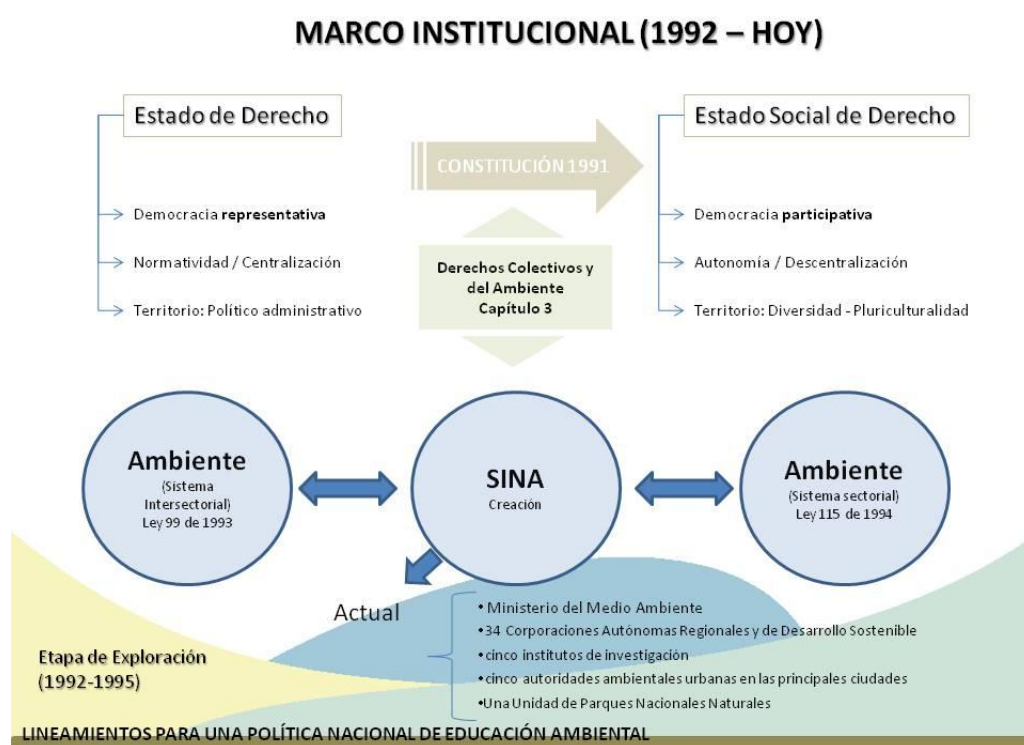 MARCO INSTITUCIONAL (1992 – HOY)
Estado de Derecho
Democracia representativa
Normatividad / Centralización
Territorio: Político administrativo
CONSTITUCIÓN 1991
Derechos Colectivos y
del Ambiente
Capítulo 3
Estado Social de Derecho
Democracia participativa
Autonomía / Descentralización
Territorio: Diversidad - Pluriculturalidad
Ambiente
(Sistema
Intersectorial)
Ley 99 de 1993
SINA
Creación
Ambiente
(Sistema sectorial)
Ley 115 de 1994
Actual
•Ministerio del Medio Ambiente
•34 Corporaciones Autónomas Regionales y de Desarrollo Sostenible
•cinco institutos de investigación
•cinco autoridades ambientales urbanas en las principales ciudades
•Una Unidad de Parques Nacionales Naturales
Etapa de Exploración
(1992-1995)
LINEAMIENTOS PARA UNA POLÍTICA NACIONAL DE EDUCACIÓN AMBIENTAL